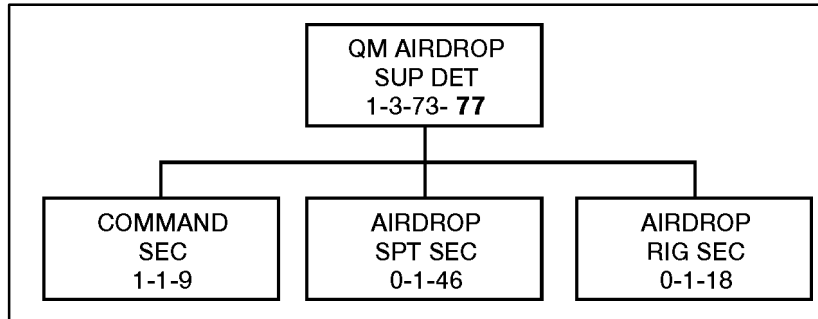 QM AIRDROP
SUP DET
1-3-73- 77
COMMAND
SEC
1-1-9
AIRDROP
SPT SEC
0-1-46
AIRDROP
RIG SEC
0-1-18